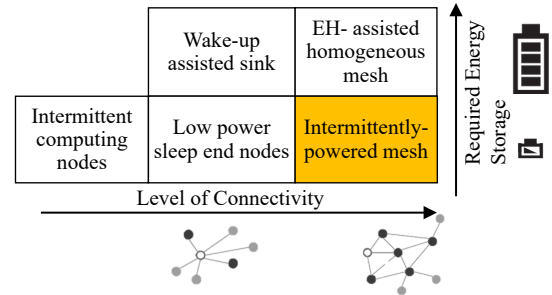 Wake-up
assisted sink
EH- assisted
homogeneous
mesh
Intermittent
computing
nodes
Low power
sleep end nodes
Intermittently-
powered mesh
Required Energy
Storage
Level of Connectivity